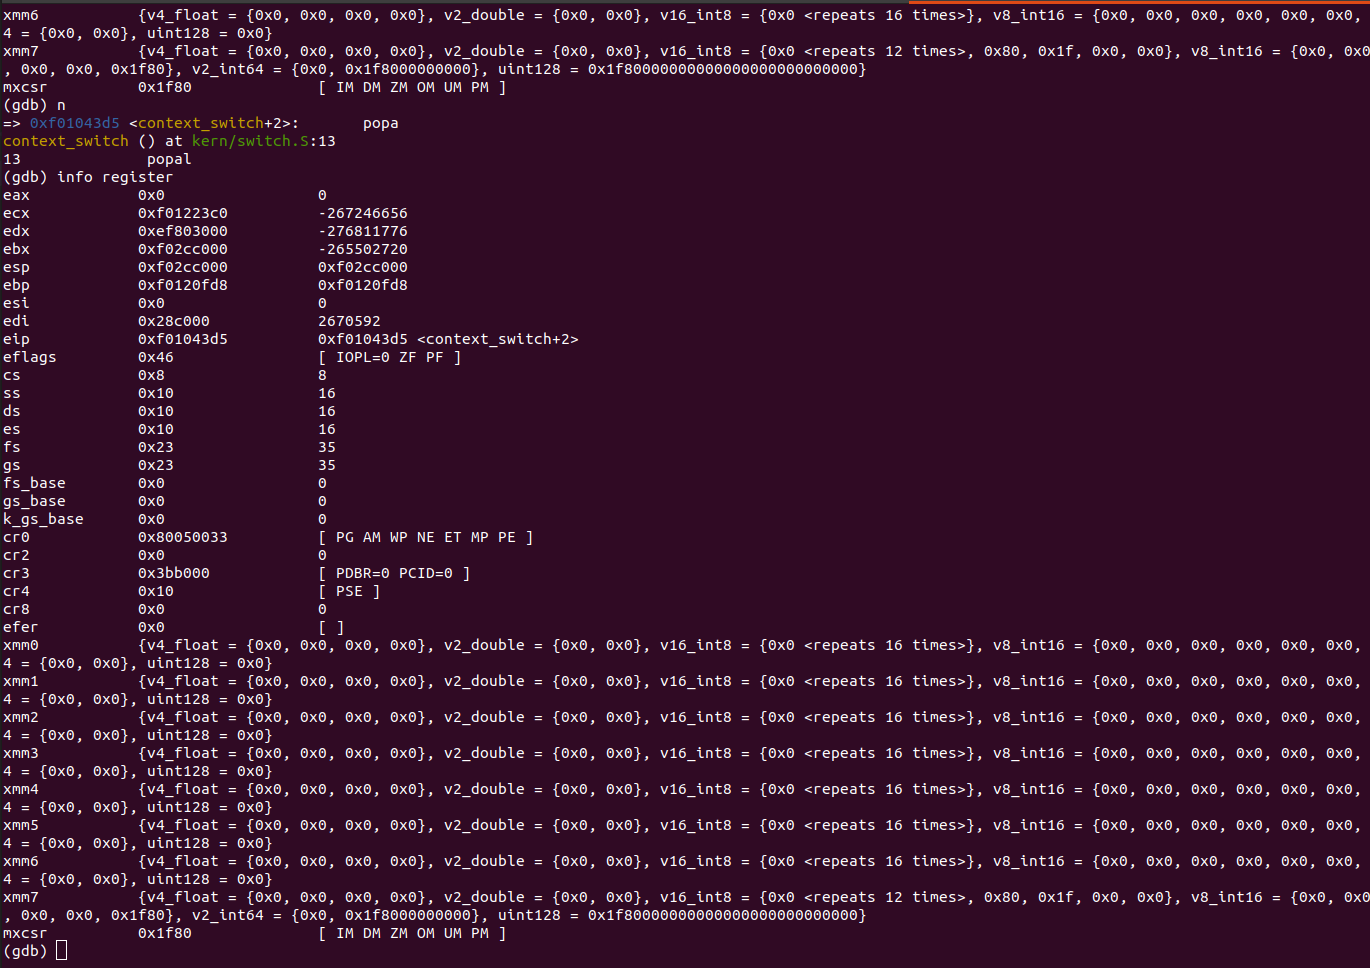 xmm6           {v4_float = {0x0, 0x0, 0x0, 0x0}, v2_double = {0x0, 0x0}, v16_int8 = {0x0 <repeats 16 times>}, v8_int16 = {0x0, 0x0, 0x0, 0x0, 0x0, 0x0,
4 = {0x0, 0x0}, uint128 = 0x0}
xmm7           {v4_float = {0x0, 0x0, 0x0, 0x0}, v2_double = {0x0, 0x0}, v16_int8 = {0x0 <repeats 12 times>, 0x80, 0x1f, 0x0, 0x0}, v8_int16 = {0x0, 0x0
, 0x0, 0x0, 0x1f80}, v2_int64 = {0x0, 0x1f8000000000}, uint128 = 0x1f80000000000000000000000000}
mxcsr          0x1f80              [ IM DM ZM OM UM PM ]
(gdb) n
=> 0xf01043d5 <context_switch+2>:       popa
context_switch () at kern/switch.S:13
13              popal
(gdb) info register
eax            0x0                 0
ecx            0xf01223c0          -267246656
edx            0xef803000          -276811776
ebx            0xf02cc000          -265502720
esp            0xf02cc000          0xf02cc000
ebp            0xf0120fd8          0xf0120fd8
esi            0x0                 0
edi            0x28c000            2670592
eip            0xf01043d5          0xf01043d5 <context_switch+2>
eflags         0x46                [ IOPL=0 ZF PF ]
cs             0x8                 8
ss             0x10                16
ds             0x10                16
es             0x10                16
fs             0x23                35
gs             0x23                35
fs_base        0x0                 0
gs_base        0x0                 0
k_gs_base      0x0                 0
cr0            0x80050033          [ PG AM WP NE ET MP PE ]
cr2            0x0                 0
cr3            0x3bb000            [ PDBR=0 PCID=0 ]
cr4            0x10                [ PSE ]
cr8            0x0                 0
efer           0x0                 [ ]
xmm0           {v4_float = {0x0, 0x0, 0x0, 0x0}, v2_double = {0x0, 0x0}, v16_int8 = {0x0 <repeats 16 times>}, v8_int16 = {0x0, 0x0, 0x0, 0x0, 0x0, 0x0,
4 = {0x0, 0x0}, uint128 = 0x0}
xmm1           {v4_float = {0x0, 0x0, 0x0, 0x0}, v2_double = {0x0, 0x0}, v16_int8 = {0x0 <repeats 16 times>}, v8_int16 = {0x0, 0x0, 0x0, 0x0, 0x0, 0x0,
4 = {0x0, 0x0}, uint128 = 0x0}
xmm2           {v4_float = {0x0, 0x0, 0x0, 0x0}, v2_double = {0x0, 0x0}, v16_int8 = {0x0 <repeats 16 times>}, v8_int16 = {0x0, 0x0, 0x0, 0x0, 0x0, 0x0,
4 = {0x0, 0x0}, uint128 = 0x0}
xmm3           {v4_float = {0x0, 0x0, 0x0, 0x0}, v2_double = {0x0, 0x0}, v16_int8 = {0x0 <repeats 16 times>}, v8_int16 = {0x0, 0x0, 0x0, 0x0, 0x0, 0x0,
4 = {0x0, 0x0}, uint128 = 0x0}
xmm4           {v4_float = {0x0, 0x0, 0x0, 0x0}, v2_double = {0x0, 0x0}, v16_int8 = {0x0 <repeats 16 times>}, v8_int16 = {0x0, 0x0, 0x0, 0x0, 0x0, 0x0,
4 = {0x0, 0x0}, uint128 = 0x0}
xmm5           {v4_float = {0x0, 0x0, 0x0, 0x0}, v2_double = {0x0, 0x0}, v16_int8 = {0x0 <repeats 16 times>}, v8_int16 = {0x0, 0x0, 0x0, 0x0, 0x0, 0x0,
4 = {0x0, 0x0}, uint128 = 0x0}
xmm6           {v4_float = {0x0, 0x0, 0x0, 0x0}, v2_double = {0x0, 0x0}, v16_int8 = {0x0 <repeats 16 times>}, v8_int16 = {0x0, 0x0, 0x0, 0x0, 0x0, 0x0,
4 = {0x0, 0x0}, uint128 = 0x0}
xmm7           {v4_float = {0x0, 0x0, 0x0, 0x0}, v2_double = {0x0, 0x0}, v16_int8 = {0x0 <repeats 12 times>, 0x80, 0x1f, 0x0, 0x0}, v8_int16 = {0x0, 0x0
, 0x0, 0x0, 0x1f80}, v2_int64 = {0x0, 0x1f8000000000}, uint128 = 0x1f80000000000000000000000000}
mxcsr          0x1f80              [ IM DM ZM OM UM PM ]
(gdb)